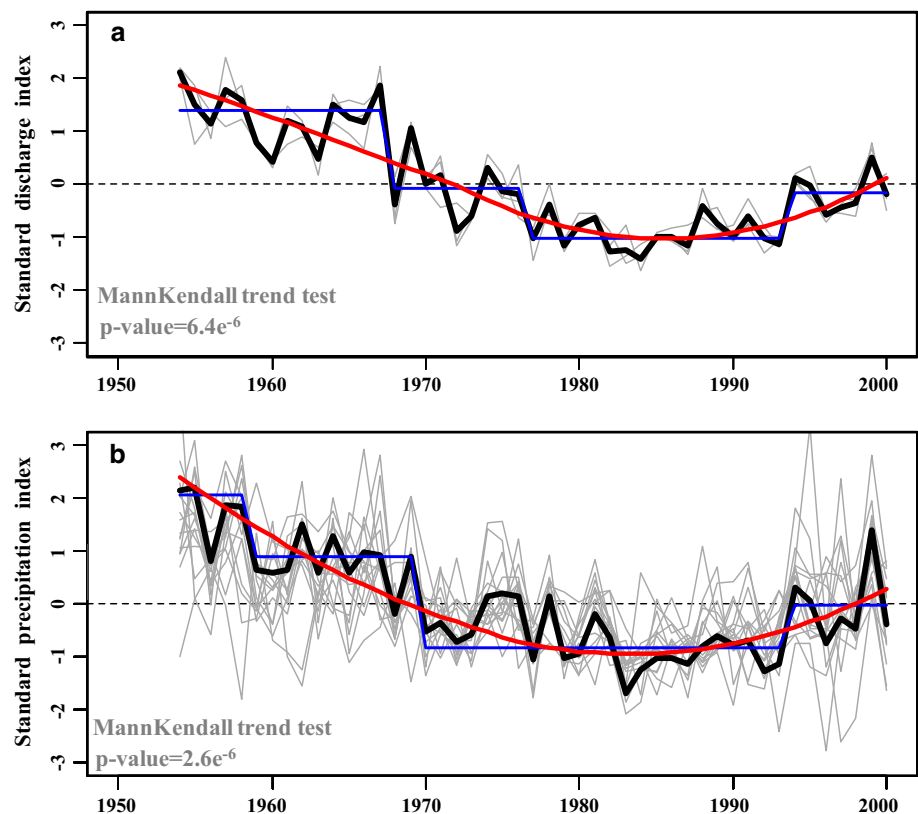 a
Standard discharge index
3
2
1
0
-1
-2
-3
MannKendall trend test
p-value=6.4e-6
1950 1960 1970 1980 1990 2000
b
Standard precipitation index
3
2
1
0
-1
-2
-3
MannKendall trend test
p-value=2.6e-6
1950 1960 1970 1980 1990 2000